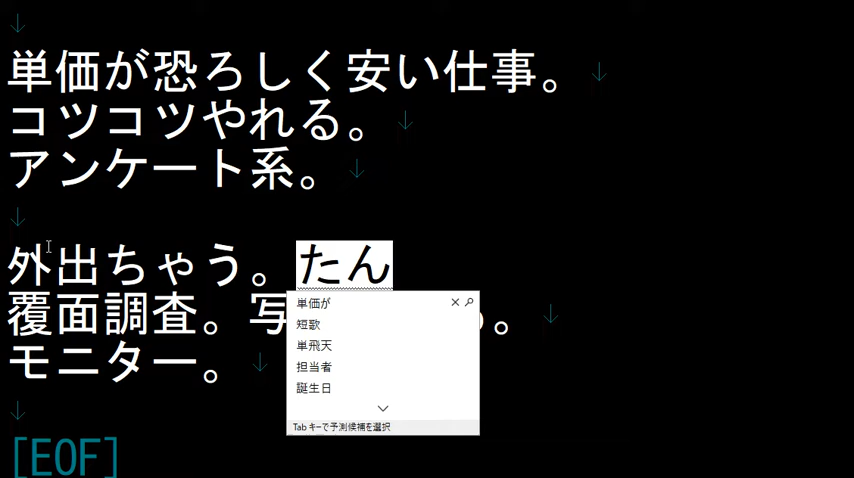 ↓
単価が恐ろしく安い仕事。↓
コツコツやれる。↓
アンケート系。↓
↓
外出ちゃう。たん
覆面調査。写 。↓
モニター。↓
↓
[EOF]
単価が
短歌
単飛天
担当者
誕生日
Tab キーで予測候補を選択